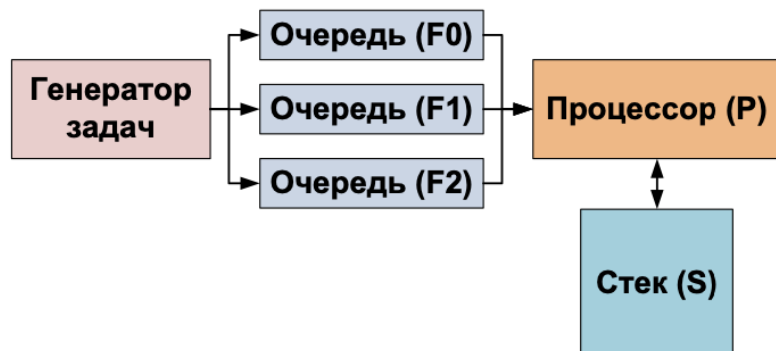 Очередь (F0)
Генератор
задач
Очередь (F1)
Процессор (P)
Очередь (F2)
Стек (S)